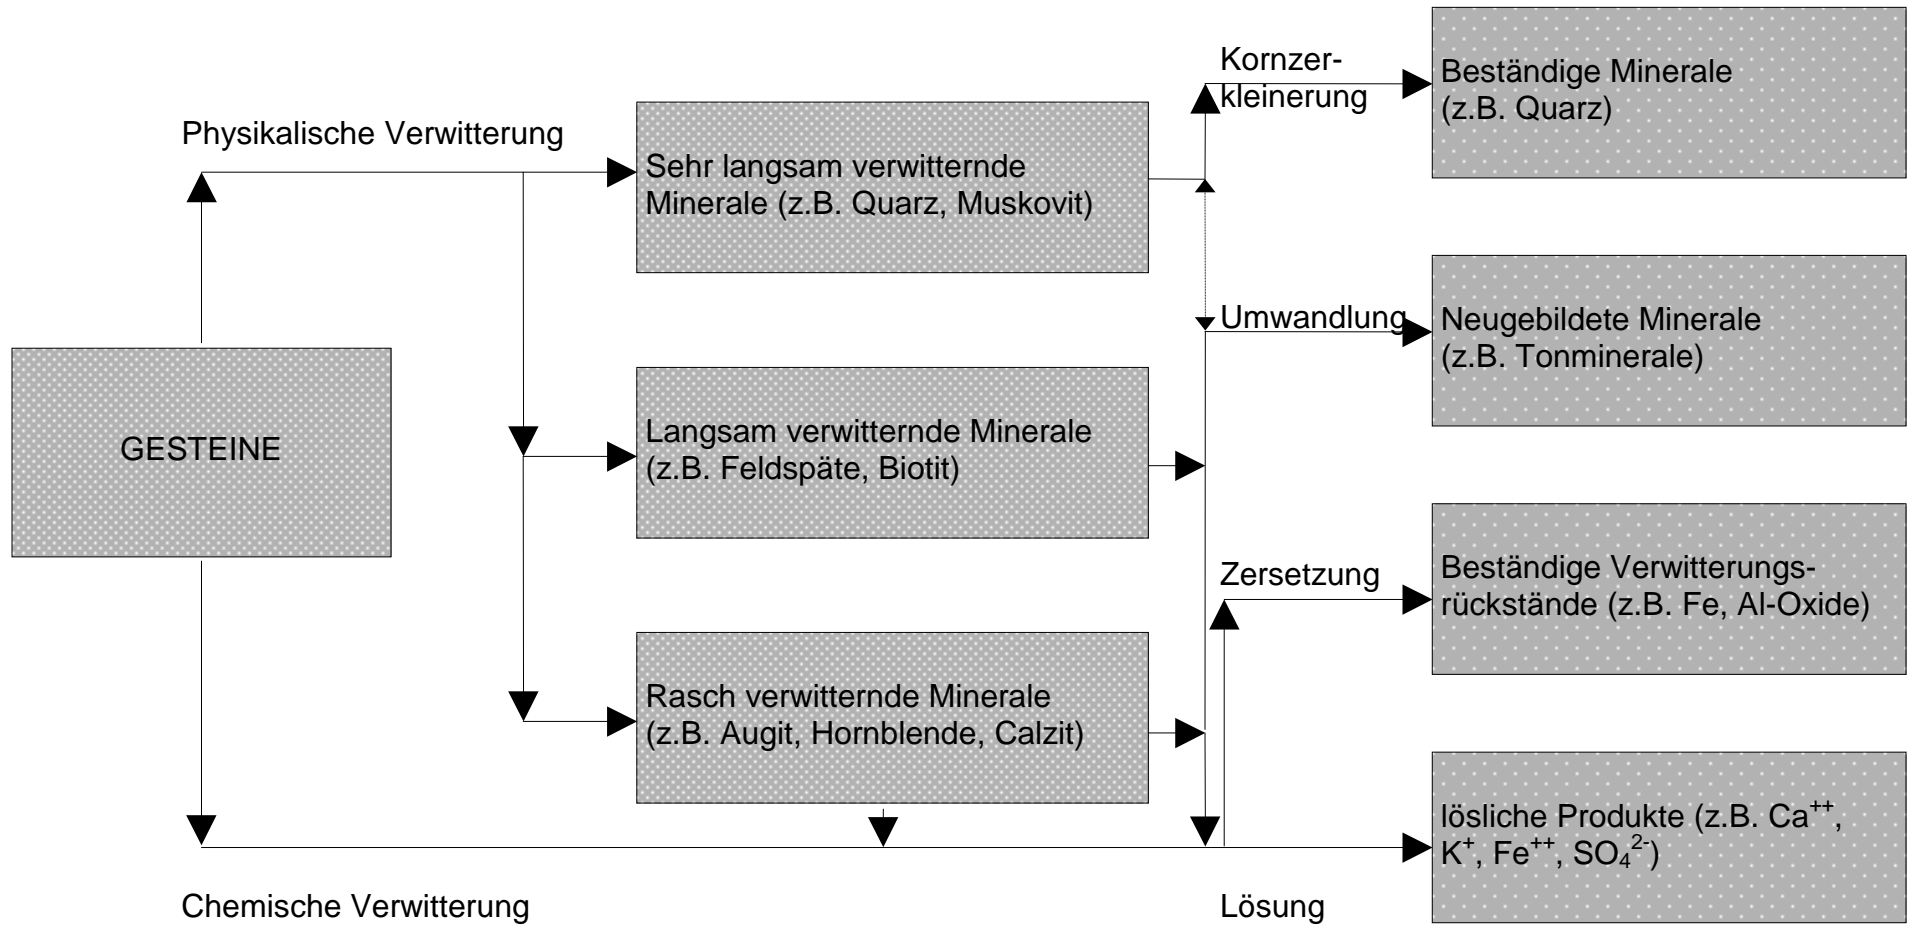 Physikalische Verwitterung
GESTEINE
Chemische Verwitterung
Sehr langsam verwitternde
Minerale (z.B. Quarz, Muskovit)
Langsam verwitternde Minerale
(z.B. Feldspäte, Biotit)
Rasch verwitternde Minerale
(z.B. Augit, Hornblende, Calzit)
Kornzer-
kleinerung
Umwandlung
Zersetzung
Lösung
Beständige Minerale
(z.B. Quarz)
Neugebildete Minerale
(z.B. Tonminerale)
Beständige Verwitterungs-
rückstände (z.B. Fe, Al-Oxide)
lösliche Produkte (z.B. Ca⁺⁺,
K⁺, Fe⁺⁺, SO₄²⁻)